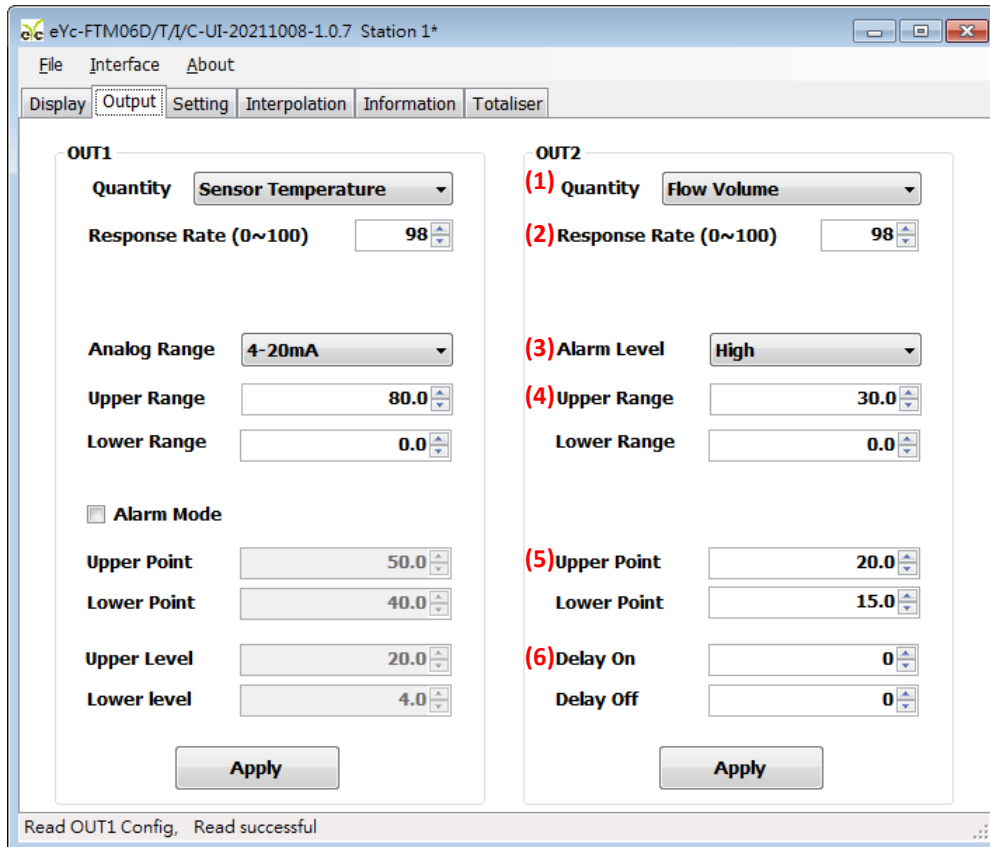 eyc eYc-FTM06D/T/I/C-UI-20211008-1.0.7 Station 1*
File Interface About
Display Output Setting Interpolation Information Totaliser
OUT1
Quantity Sensor Temperature
Response Rate (0~100) 98
Analog Range 4-20mA
Upper Range 80.0
Lower Range 0.0
Alarm Mode
Upper Point 50.0
Lower Point 40.0
Upper Level 20.0
Lower level 4.0
Apply
OUT2
(1) Quantity Flow Volume
(2) Response Rate (0~100) 98
(3) Alarm Level High
(4) Upper Range 30.0
Lower Range 0.0
(5) Upper Point 20.0
Lower Point 15.0
(6) Delay On 0
Delay Off 0
Apply
Read OUT1 Config, Read successful